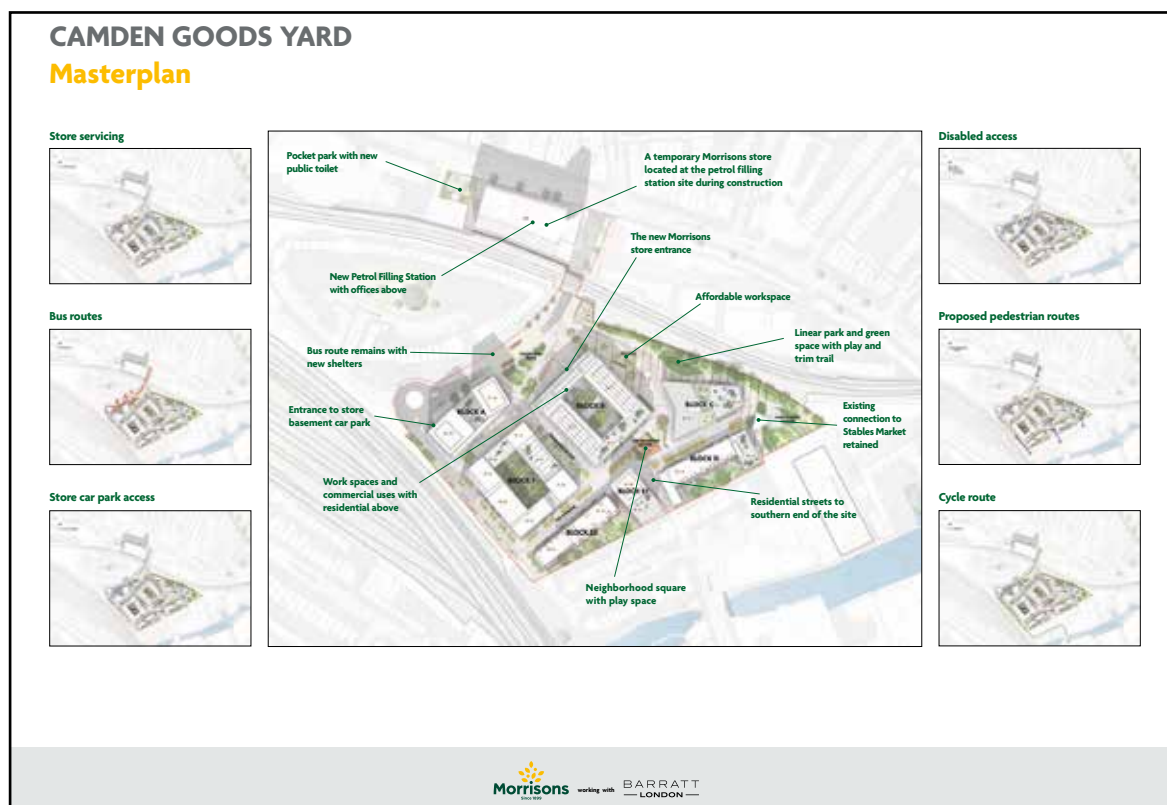 CAMDEN GOODS YARD
Masterplan
Store servicing
Bus routes
Store car park access
Pocket park with new
public toilet
A temporary Morrisons store
located at the petrol filling
station site during construction
New Petrol Filling Station
with offices above
The new Morrisons
store entrance
Affordable workspace
Linear park and green
space with play and
trim trail
Bus route remains with
new shelters
Entrance to store
basement car park
Existing
connection to
Stables Market
retained
Work spaces and
commercial uses with
residential above
Residential streets to
southern end of the site
Neighborhood square
with play space
BLOCK A
BLOCK B
BLOCK C
BLOCK F
Disabled access
Proposed pedestrian routes
Cycle route
Morrisons
Since 1899
working with
BARRATT
LONDON